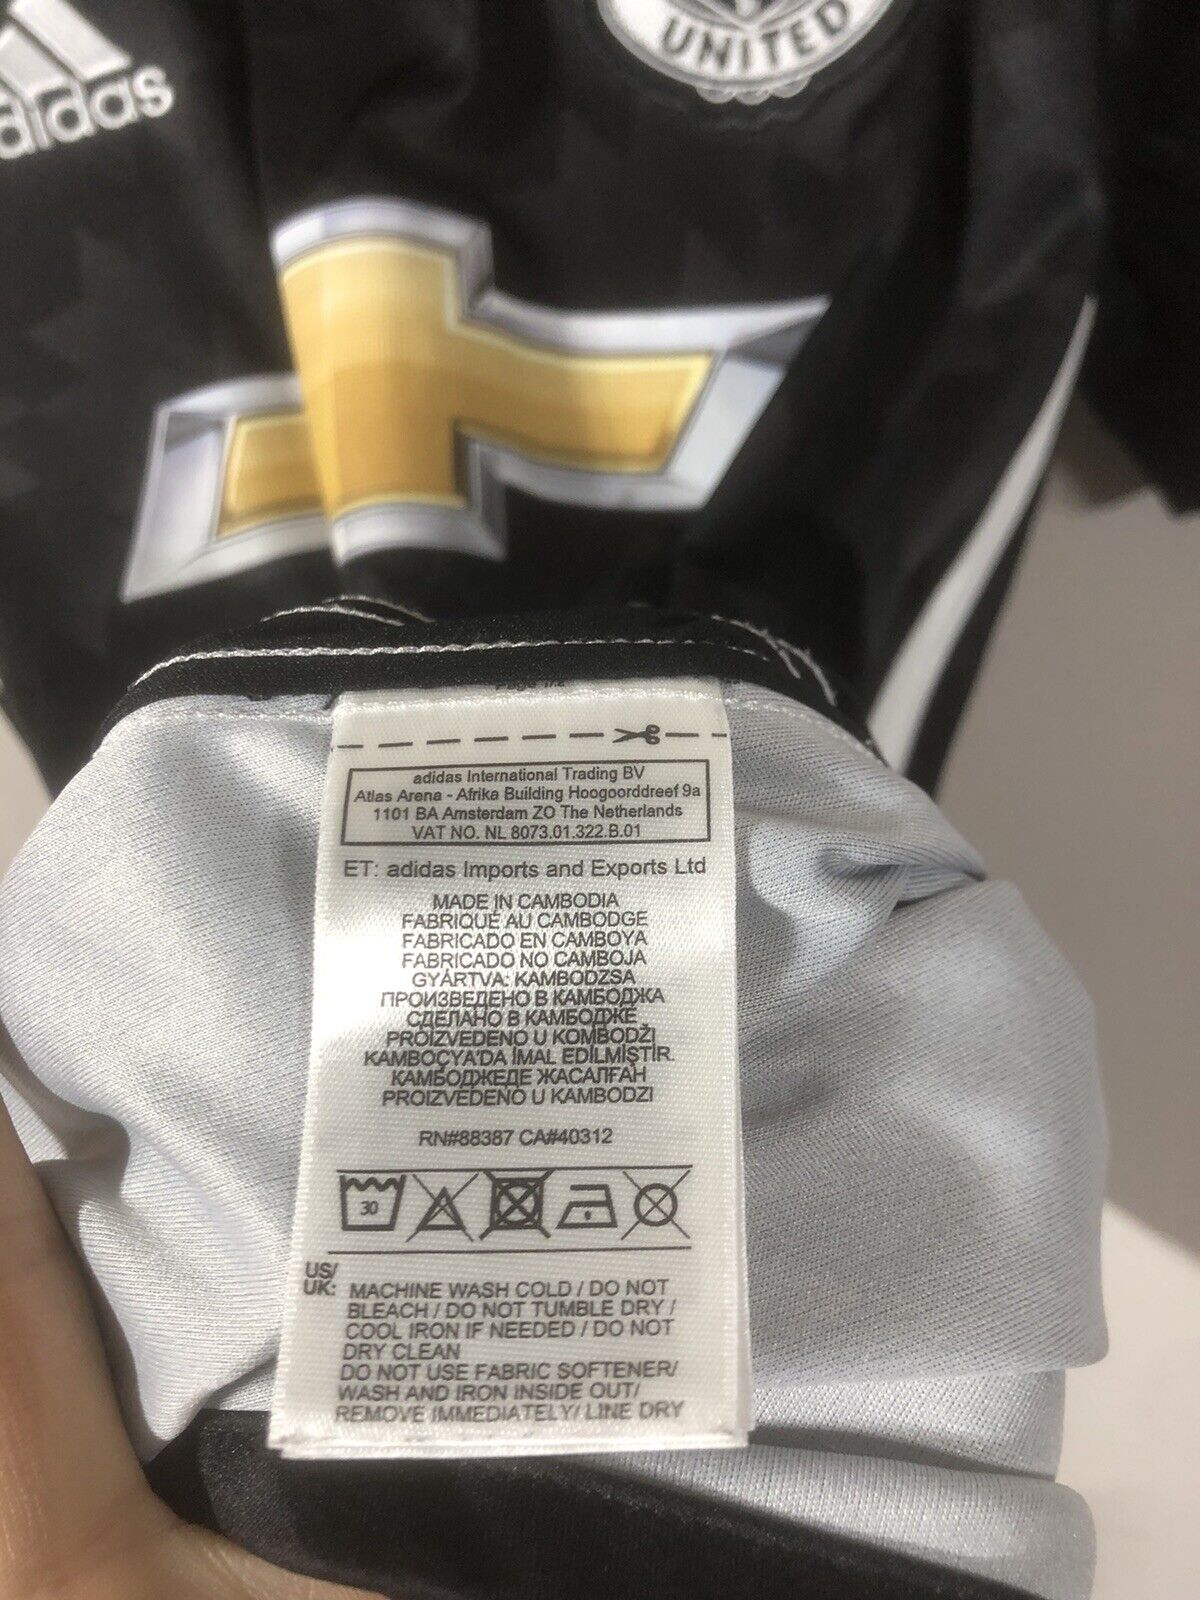 adidas
UNITED
adidas International Trading BV
Atlas Arena - Afrika Building Hoogoorddreef 9a
1101 BA Amsterdam ZO The Netherlands
VAT NO. NL 8073.01.322.B.01
ET: adidas Imports and Exports Ltd
MADE IN CAMBODIA
FABRIQUÉ AU CAMBODGE
FABRICADO EN CAMBOYA
FABRICADO NO CAMBOJA
GYÁRTVA: KAMBODZSA
ПРОИЗВЕДЕНО В КАМБОДЖА
СДЕЛАНО В КАМБОДЖЕ
PROIZVEDENO U KOMBODŽI
KAMBOÇYA'DA İMAL EDİLMİŞTİR.
КАМБОДЖЕДЕ ЖАСАЛҒАН
PROIZVEDENO U KAMBODZI
RN#88387 CA#40312
30
US/
UK: MACHINE WASH COLD / DO NOT
BLEACH / DO NOT TUMBLE DRY /
COOL IRON IF NEEDED / DO NOT
DRY CLEAN
DO NOT USE FABRIC SOFTENER/
WASH AND IRON INSIDE OUT/
REMOVE IMMEDIATELY/ LINE DRY